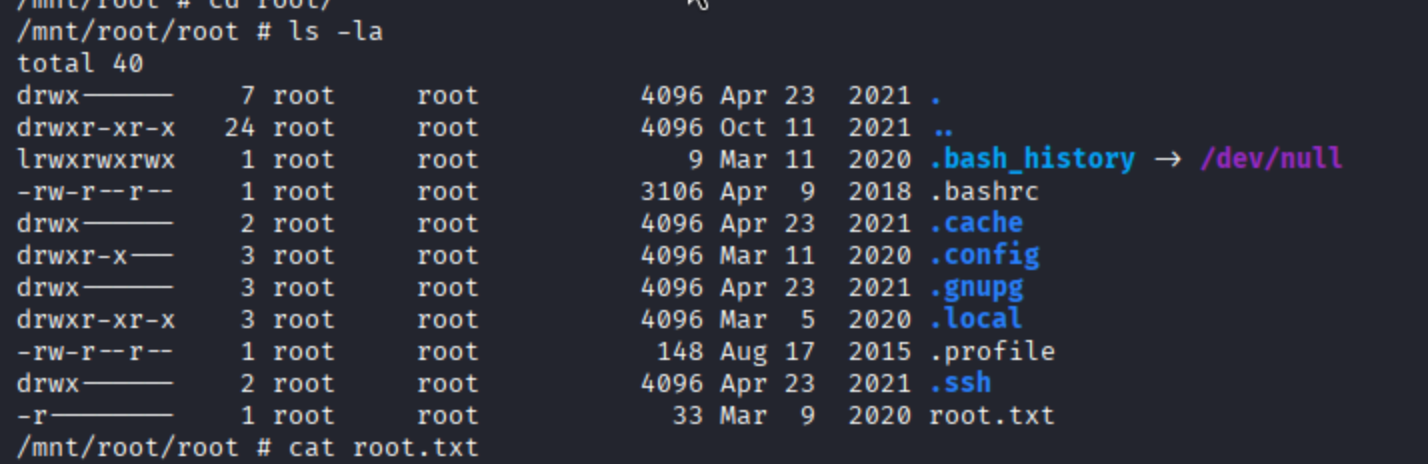 /mnt/root # cd root/
/mnt/root/root # ls -la
total 40
drwx------    7 root     root          4096 Apr 23  2021 .
drwxr-xr-x   24 root     root          4096 Oct 11  2021 ..
lrwxrwxrwx    1 root     root             9 Mar 11  2020 .bash_history -> /dev/null
-rw-r--r--    1 root     root          3106 Apr  9  2018 .bashrc
drwx------    2 root     root          4096 Apr 23  2021 .cache
drwxr-x---    3 root     root          4096 Mar 11  2020 .config
drwx------    3 root     root          4096 Apr 23  2021 .gnupg
drwxr-xr-x    3 root     root          4096 Mar  5  2020 .local
-rw-r--r--    1 root     root           148 Aug 17  2015 .profile
drwx------    2 root     root          4096 Apr 23  2021 .ssh
-r--------    1 root     root            33 Mar  9  2020 root.txt
/mnt/root/root # cat root.txt